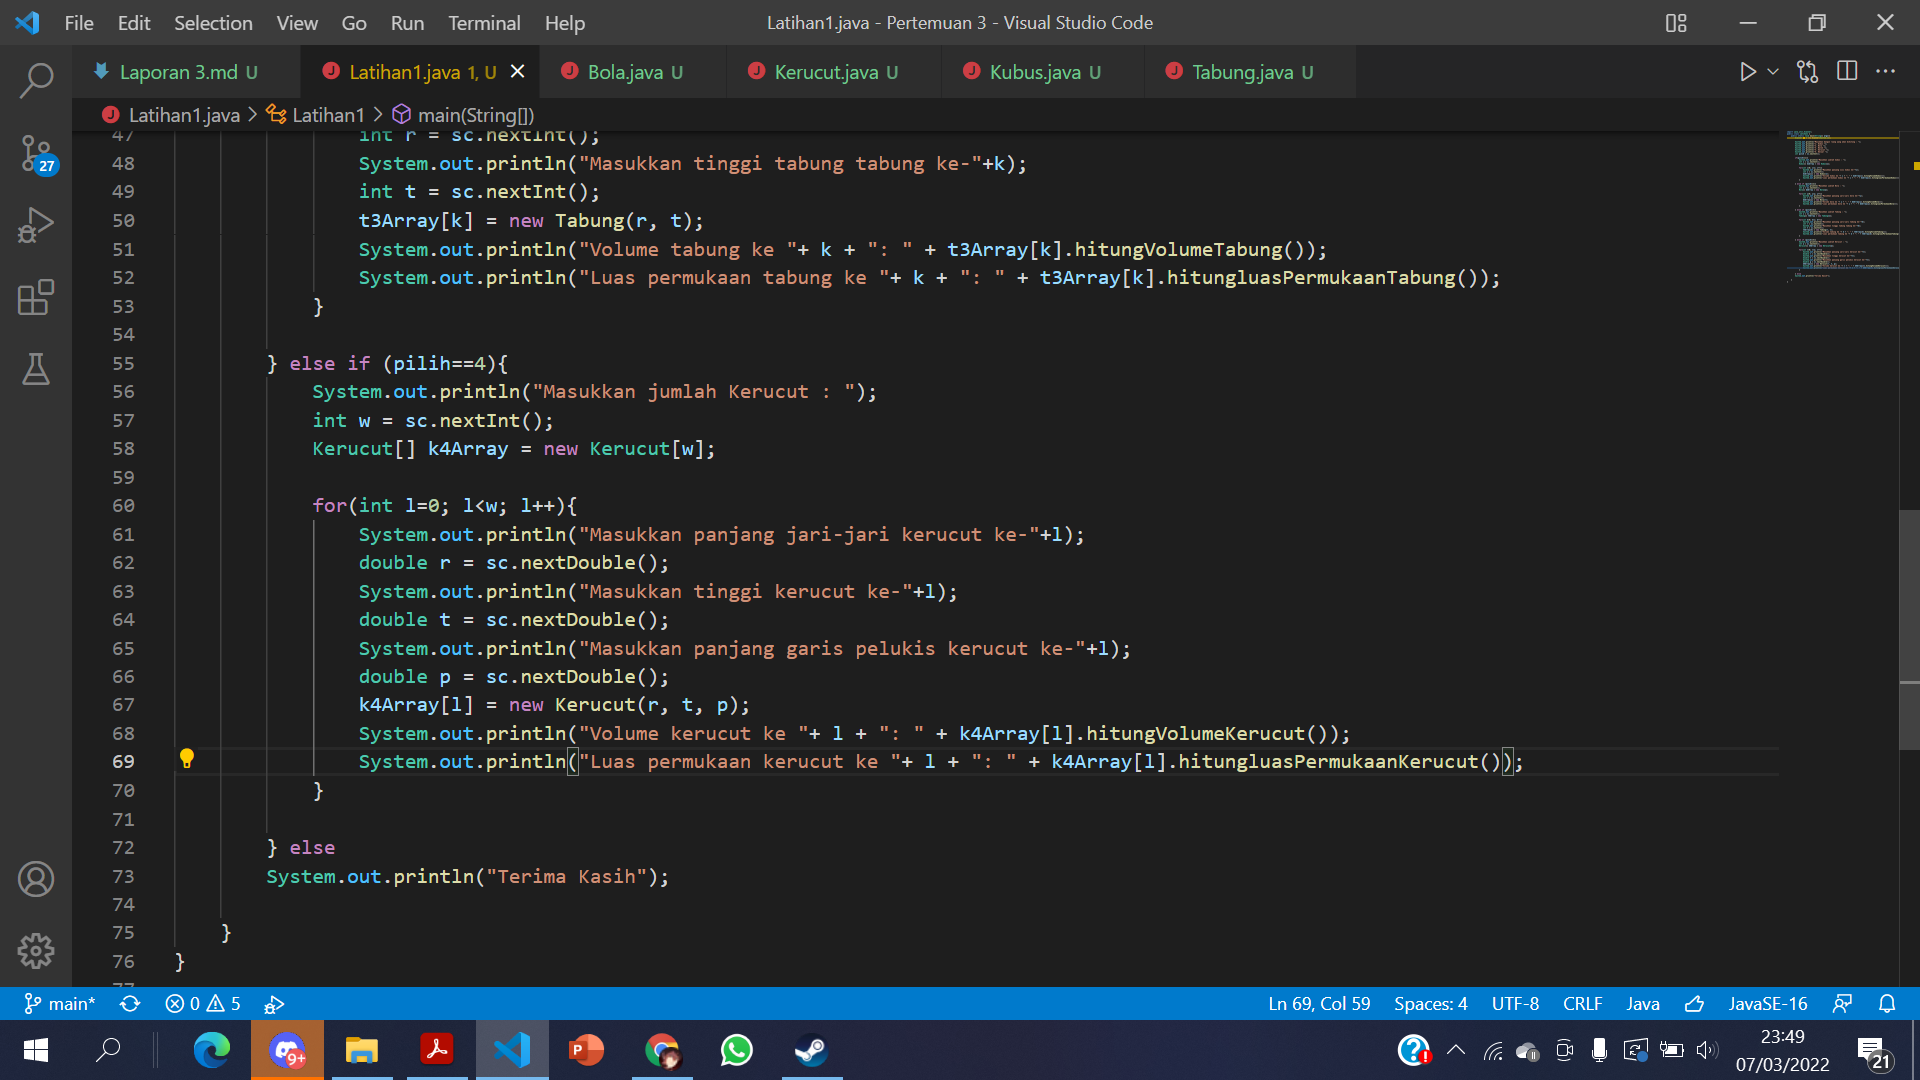 File Edit Selection View Go Run Terminal Help Latihan1.java - Pertemuan 3 - Visual Studio Code
Laporan 3.md U Latihan1.java 1, U Bola.java U Kerucut.java U Kubus.java U Tabung.java U
Latihan1.java > Latihan1 > main(String[])
47 int r = sc.nextInt();
48 System.out.println("Masukkan tinggi tabung tabung ke-"+k);
49 int t = sc.nextInt();
50 t3Array[k] = new Tabung(r, t);
51 System.out.println("Volume tabung ke "+ k + ": " + t3Array[k].hitungVolumeTabung());
52 System.out.println("Luas permukaan tabung ke "+ k + ": " + t3Array[k].hitungluasPermukaanTabung());
53 }
54
55 } else if (pilih==4){
56 System.out.println("Masukkan jumlah Kerucut : ");
57 int w = sc.nextInt();
58 Kerucut[] k4Array = new Kerucut[w];
59
60 for(int l=0; l<w; l++){
61 System.out.println("Masukkan panjang jari-jari kerucut ke-"+l);
62 double r = sc.nextDouble();
63 System.out.println("Masukkan tinggi kerucut ke-"+l);
64 double t = sc.nextDouble();
65 System.out.println("Masukkan panjang garis pelukis kerucut ke-"+l);
66 double p = sc.nextDouble();
67 k4Array[l] = new Kerucut(r, t, p);
68 System.out.println("Volume kerucut ke "+ l + ": " + k4Array[l].hitungVolumeKerucut());
69 System.out.println("Luas permukaan kerucut ke "+ l + ": " + k4Array[l].hitungluasPermukaanKerucut());
70 }
71
72 } else
73 System.out.println("Terima Kasih");
74
75 }
76 }
77
27
main* 0 5 Ln 69, Col 59 Spaces: 4 UTF-8 CRLF Java JavaSE-16
9+ 23:49
07/03/2022 21